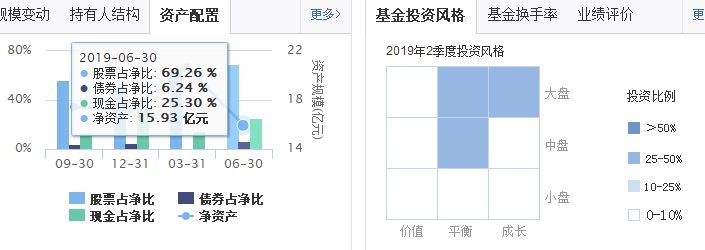 规模变动 持有人结构 资产配置 更多>
80%
40%
0%
22
18
14
资产规模(亿元)
2019-06-30
股票占净比: 69.26 %
债券占净比: 6.24 %
现金占净比: 25.30 %
净资产: 15.93 亿元
09-30 12-31 03-31 06-30
股票占净比 债券占净比
现金占净比 净资产
基金投资风格 基金换手率 业绩评价 更
2019年2季度投资风格
大盘
中盘
小盘
价值 平衡 成长
投资比例
>50%
25-50%
10-25%
0-10%